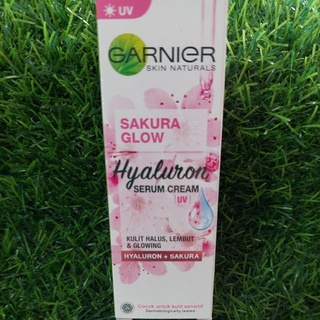 UV
GARNIER
SKIN NATURALS
SAKURA
GLOW
Hyaluron
SERUM CREAM
UV
KULIT HALUS, LEMBUT
& GLOWING
HYALURON + SAKURA
Cocok untuk kulit sensitif
Dermatologically tested